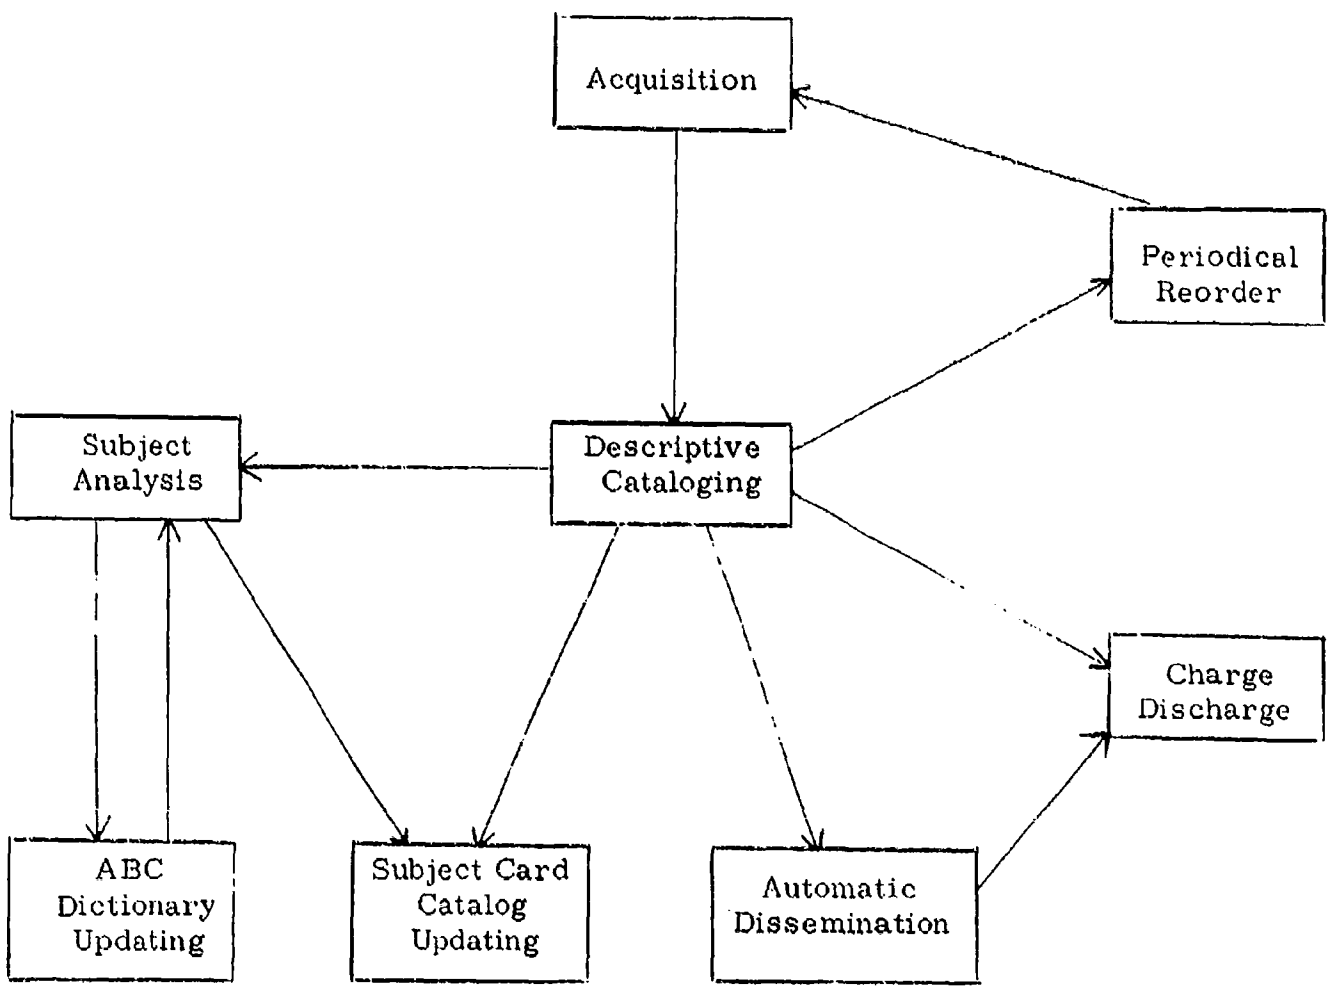 Acquisition
Periodical
Reorder
Subject
Analysis
Descriptive
Cataloging
Charge
Discharge
ABC
Dictionary
Updating
Subject Card
Catalog
Updating
Automatic
Dissemination